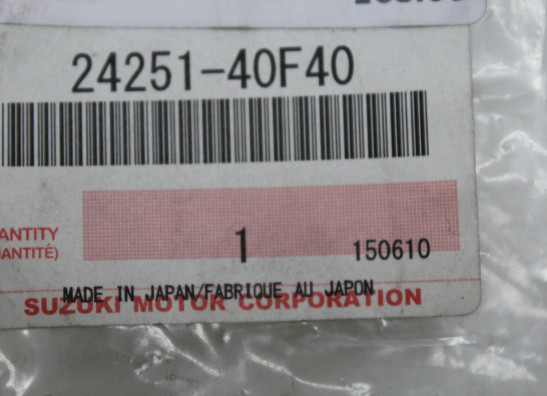 24251-40F40
ANTITY
ANTITÉ)
1
150610
MADE IN JAPAN/FABRIQUE AU JAPON
SUZUKI MOTOR CORPORATION